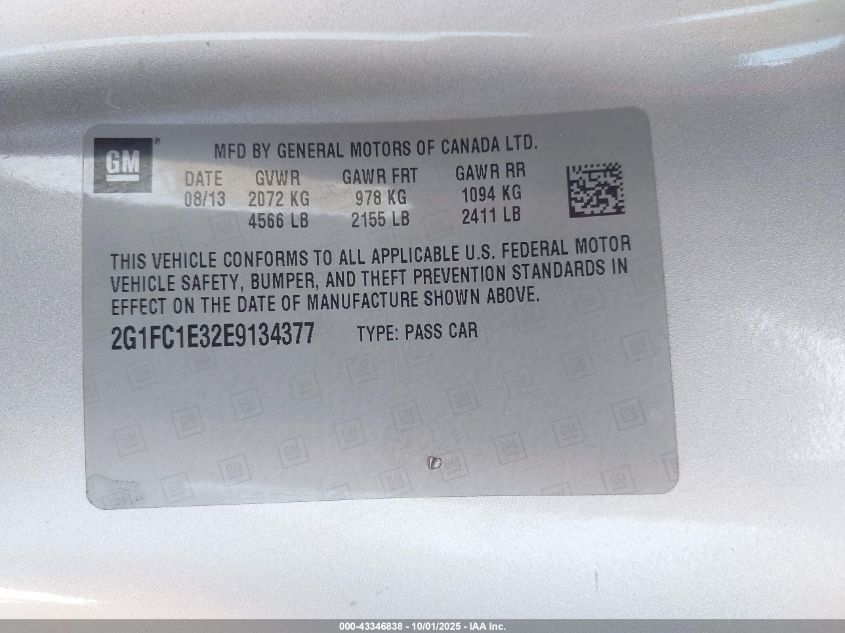 GM
MFD BY GENERAL MOTORS OF CANADA LTD.
DATE GVWR GAWR FRT GAWR RR
08/13 2072 KG 978 KG 1094 KG
4566 LB 2155 LB 2411 LB
THIS VEHICLE CONFORMS TO ALL APPLICABLE U.S. FEDERAL MOTOR
VEHICLE SAFETY, BUMPER, AND THEFT PREVENTION STANDARDS IN
EFFECT ON THE DATE OF MANUFACTURE SHOWN ABOVE.
2G1FC1E32E9134377 TYPE: PASS CAR
000-43346838 - 10/01/2025 - IAA Inc.